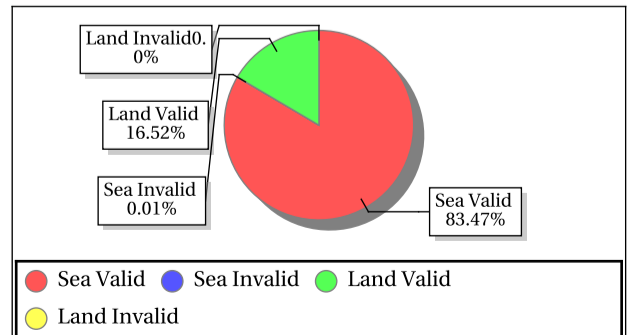 Land Invalid0.
0%
Land Valid
16.52%
Sea Invalid
0.01%
Sea Valid
83.47%
Sea Valid Sea Invalid Land Valid
Land Invalid